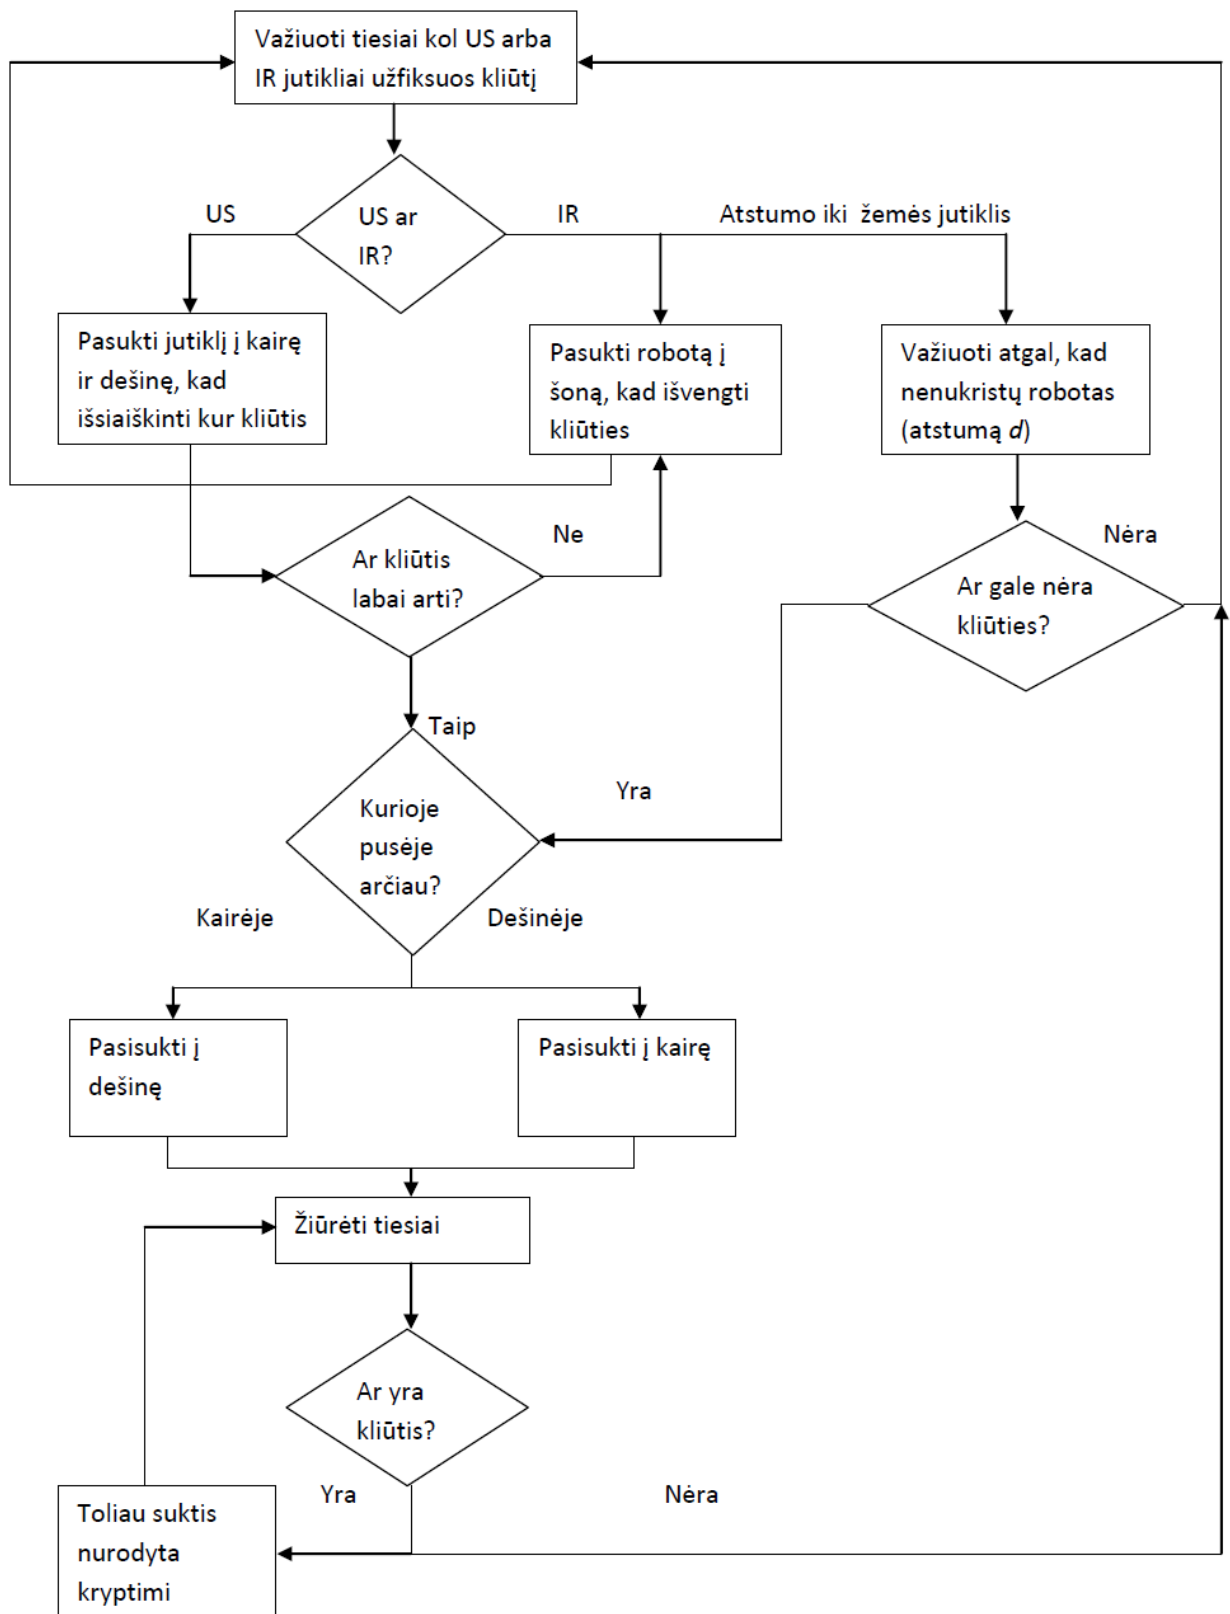 Važiuoti tiesiai kol US arba
IR jutikliai užfiksuos kliūtį
US
US ar
IR?
IR
Atstumo iki žemės jutiklis
Pasukti jutiklį į kairę
ir dešinę, kad
išsiaiškinti kur kliūtis
Pasukti robotą į
šoną, kad išvengti
kliūties
Važiuoti atgal, kad
nenukristų robotas
(atstumą d)
Ar kliūtis
labai arti?
Ne
Nėra
Ar gale nėra
kliūties?
Taip
Yra
Kurioje
pusėje
arčiau?
Kairėje
Dešinėje
Pasisukti į
dešinę
Pasisukti į kairę
Žiūrėti tiesiai
Ar yra
kliūtis?
Yra
Nėra
Toliau suktis
nurodyta
kryptimi